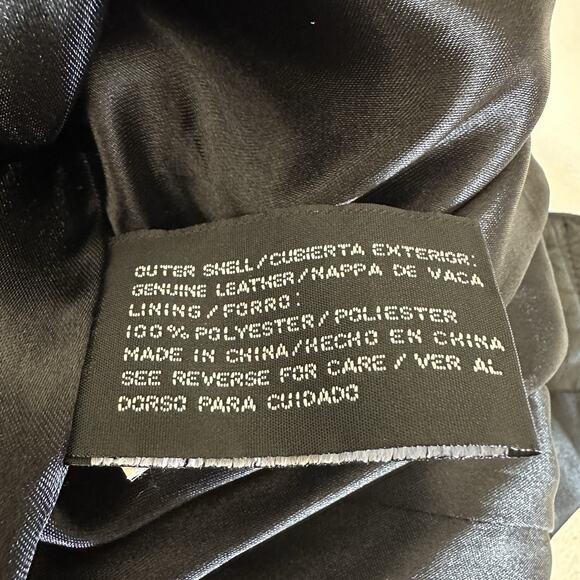 OUTER SHELL/CUBIERTA EXTERIOR:
GENUINE LEATHER/NAPPA DE VACA
LINING/FORRO:
100% POLYESTER/POLIESTER
MADE IN CHINA/HECHO EN CHINA
SEE REVERSE FOR CARE / VER AL
DORSO PARA CUIDADO